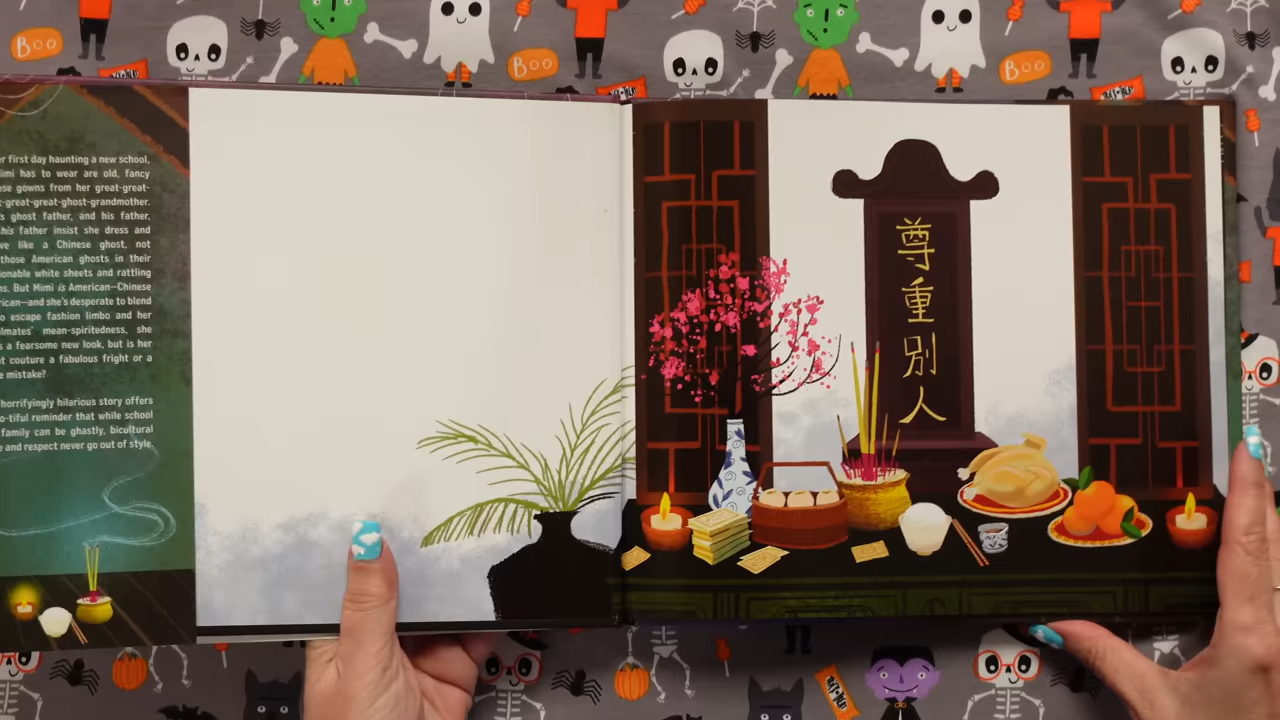 Boo
Boo
Boo
er first day haunting a new school,
imi has to wear are old, fancy
ese gowns from her great-great-
t-great-great-ghost-grandmother.
's ghost father, and his father,
his father insist she dress and
ve like a Chinese ghost, not
those American ghosts in their
ionable white sheets and rattling
ns. But Mimi is American—Chinese
rican—and she's desperate to blend
o escape fashion limbo and her
lmates' mean-spiritedness, she
s a fearsome new look, but is her
t couture a fabulous fright or a
e mistake?
horrifyingly hilarious story offers
o-tiful reminder that while school
family can be ghastly, bicultural
e and respect never go out of style.
尊
重
別
人